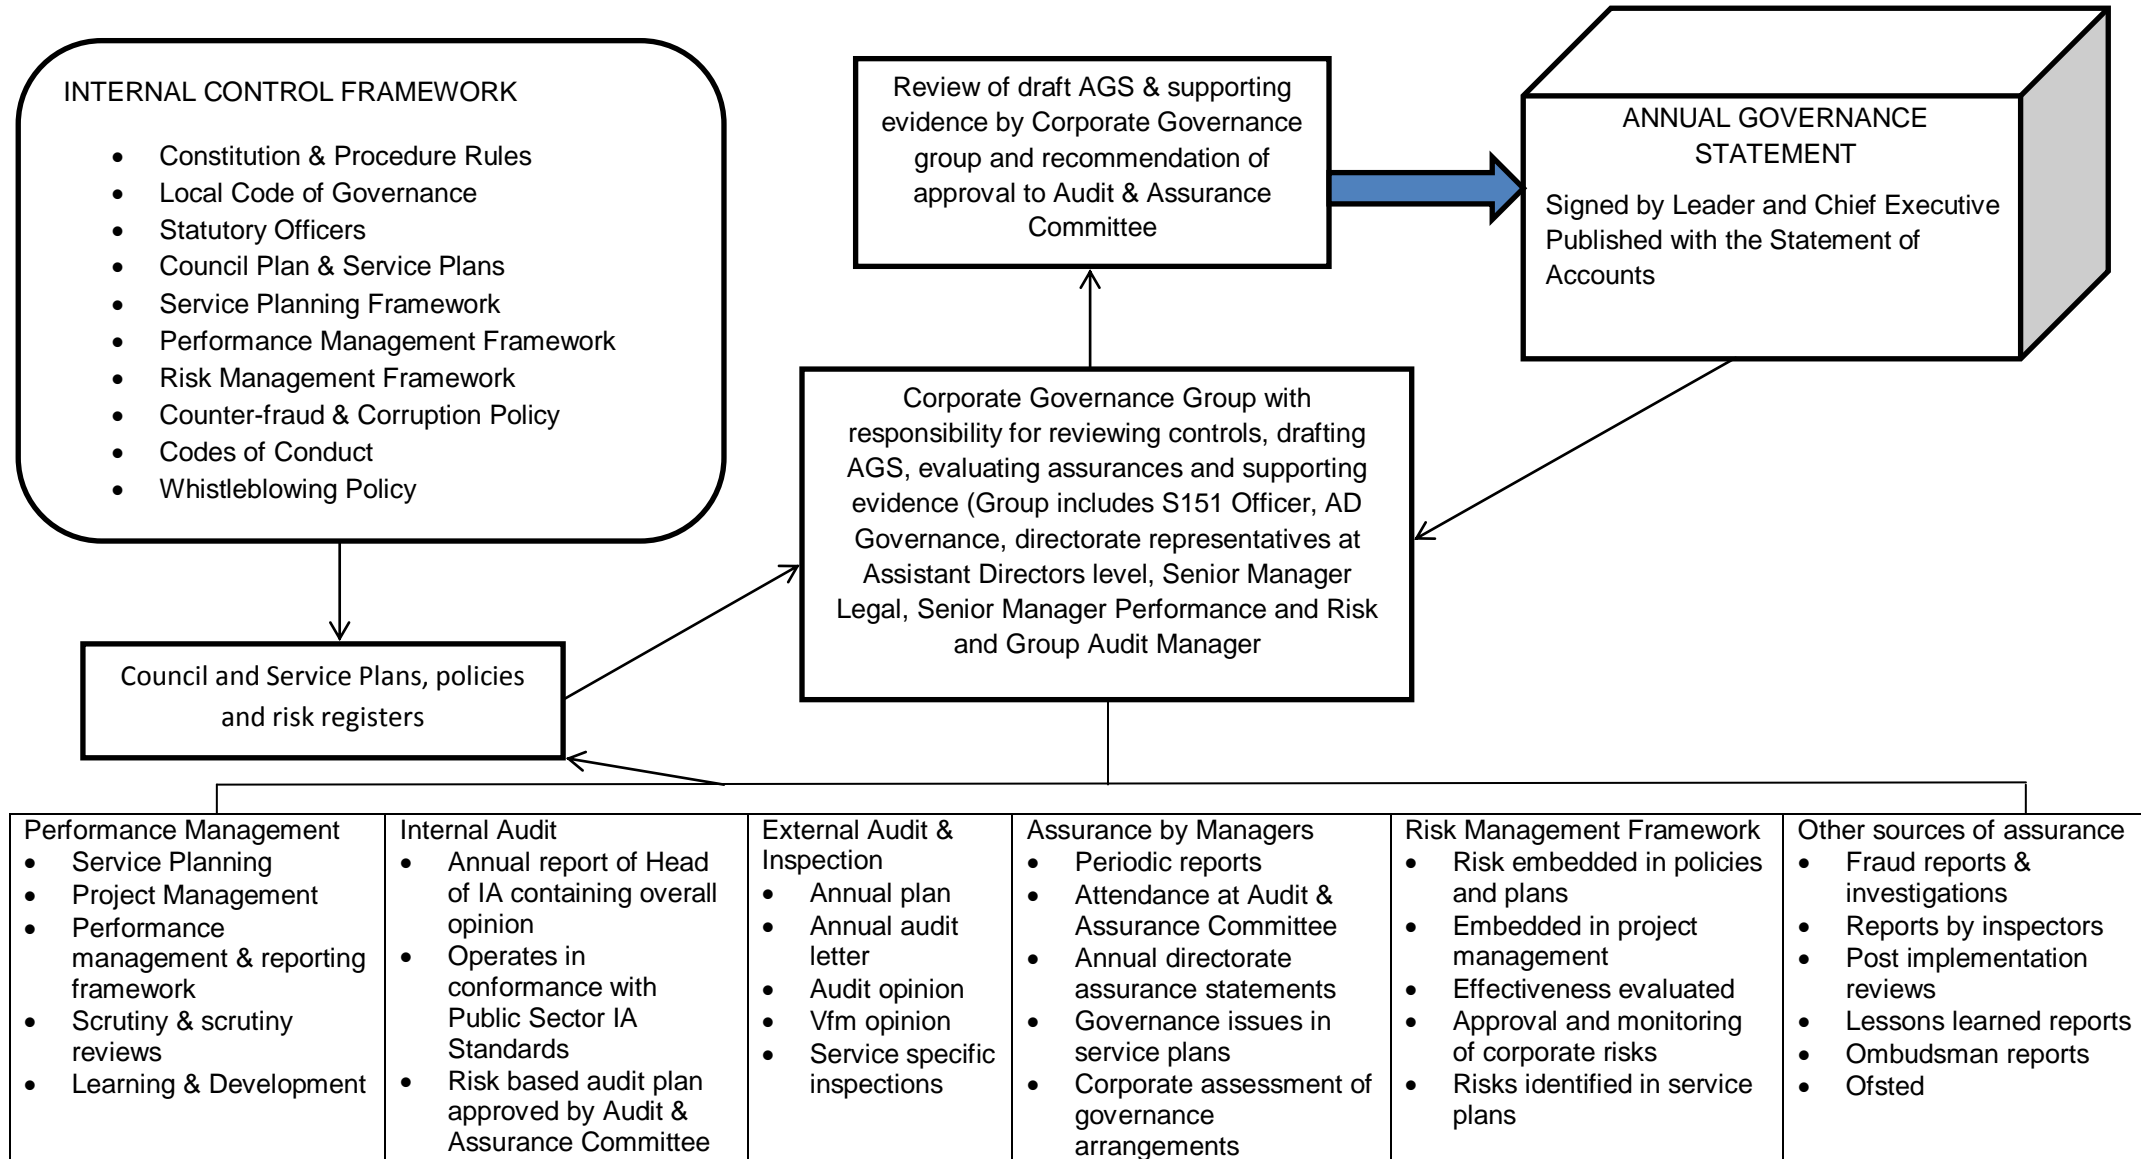 INTERNAL CONTROL FRAMEWORK
• Constitution & Procedure Rules
• Local Code of Governance
• Statutory Officers
• Council Plan & Service Plans
• Service Planning Framework
• Performance Management Framework
• Risk Management Framework
• Counter-fraud & Corruption Policy
• Codes of Conduct
• Whistleblowing Policy
Review of draft AGS & supporting
evidence by Corporate Governance
group and recommendation of
approval to Audit & Assurance
Committee
ANNUAL GOVERNANCE
STATEMENT
Signed by Leader and Chief Executive
Published with the Statement of
Accounts
Corporate Governance Group with
responsibility for reviewing controls, drafting
AGS, evaluating assurances and supporting
evidence (Group includes S151 Officer, AD
Governance, directorate representatives at
Assistant Directors level, Senior Manager
Legal, Senior Manager Performance and Risk
and Group Audit Manager
Council and Service Plans, policies
and risk registers
Performance Management
• Service Planning
• Project Management
• Performance
management & reporting
framework
• Scrutiny & scrutiny
reviews
• Learning & Development
Internal Audit
• Annual report of Head
of IA containing overall
opinion
• Operates in
conformance with
Public Sector IA
Standards
• Risk based audit plan
approved by Audit &
Assurance Committee
External Audit &
Inspection
• Annual plan
• Annual audit
letter
• Audit opinion
• Vfm opinion
• Service specific
inspections
Assurance by Managers
• Periodic reports
• Attendance at Audit &
Assurance Committee
• Annual directorate
assurance statements
• Governance issues in
service plans
• Corporate assessment of
governance
arrangements
Risk Management Framework
• Risk embedded in policies
and plans
• Embedded in project
management
• Effectiveness evaluated
• Approval and monitoring
of corporate risks
• Risks identified in service
plans
Other sources of assurance
• Fraud reports &
investigations
• Reports by inspectors
• Post implementation
reviews
• Lessons learned reports
• Ombudsman reports
• Ofsted